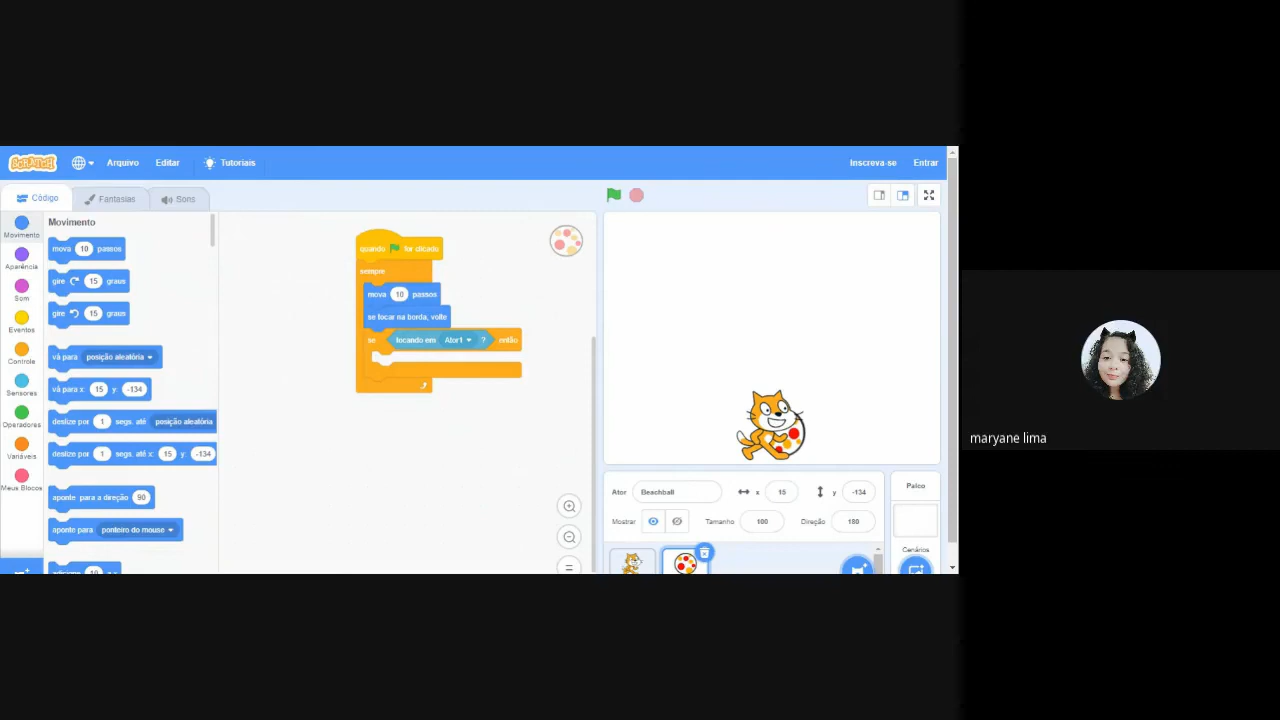 SCRATCH
Arquivo
Editar
Tutoriais
Inscreva-se
Entrar
Código
Fantasias
Sons
Movimento
Aparência
Som
Eventos
Controle
Sensores
Operadores
Variáveis
Meus Blocos
Movimento
mova 10 passos
gire 15 graus
gire 15 graus
vá para posição aleatória
vá para x: 15 y: -134
deslize por 1 segs. até posição aleatória
deslize por 1 segs. até x: 15 y: -134
aponte para a direção 90
aponte para ponteiro do mouse
quando for clicado
sempre
mova 10 passos
se tocar na borda, volte
se tocando em Ator1 ? então
Ator Beachball x 15 y -134
Mostrar Tamanho 100 Direção 180
Palco
Cenários
maryane lima